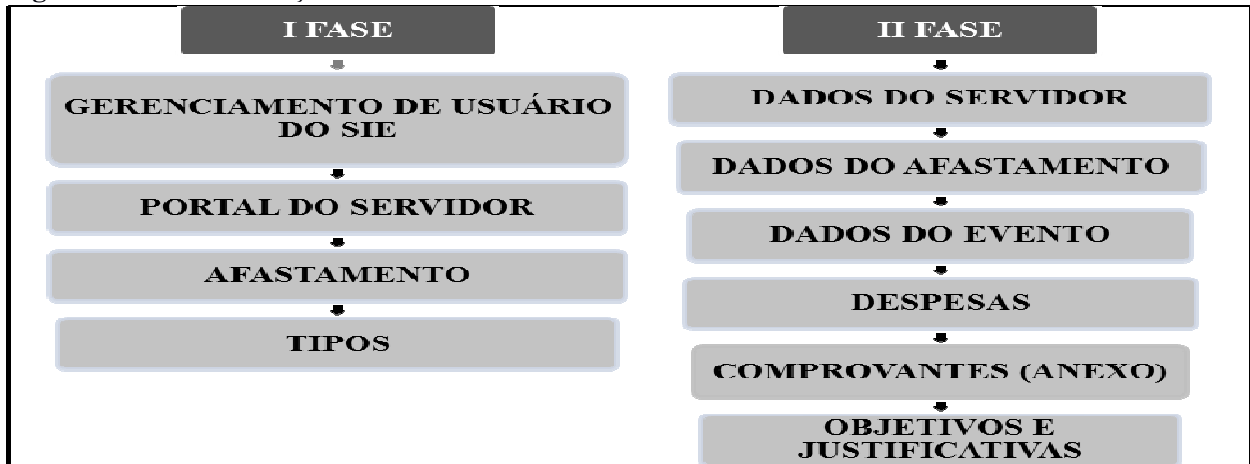 I FASE
GERENCIAMENTO DE USUÁRIO
DO SIE
PORTAL DO SERVIDOR
AFASTAMENTO
TIPOS
II FASE
DADOS DO SERVIDOR
DADOS DO AFASTAMENTO
DADOS DO EVENTO
DESPESAS
COMPROVANTES (ANEXO)
OBJETIVOS E
JUSTIFICATIVAS